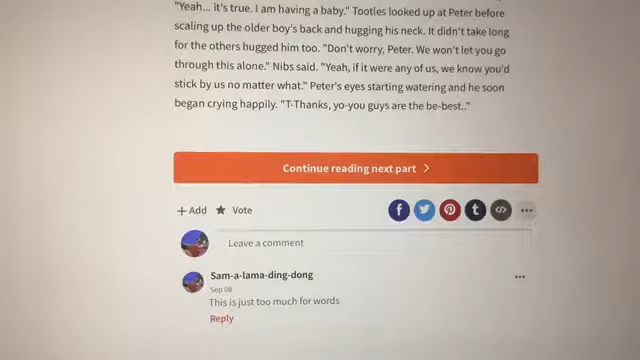 "Yeah... it's true. I am having a baby." Tootles looked up at Peter before
scaling up the older boy's back and hugging his neck. It didn't take long
for the others hugged him too. "Don't worry, Peter. We won't let you go
through this alone." Nibs said. "Yeah, if it were any of us, we know you'd
stick by us no matter what." Peter's eyes starting watering and he soon
began crying happily. "T-Thanks, yo-you guys are the be-best.."
Continue reading next part >
+ Add ★ Vote f t </> •••
Leave a comment
Sam-a-lama-ding-dong •••
Sep 08
This is just too much for words
Reply